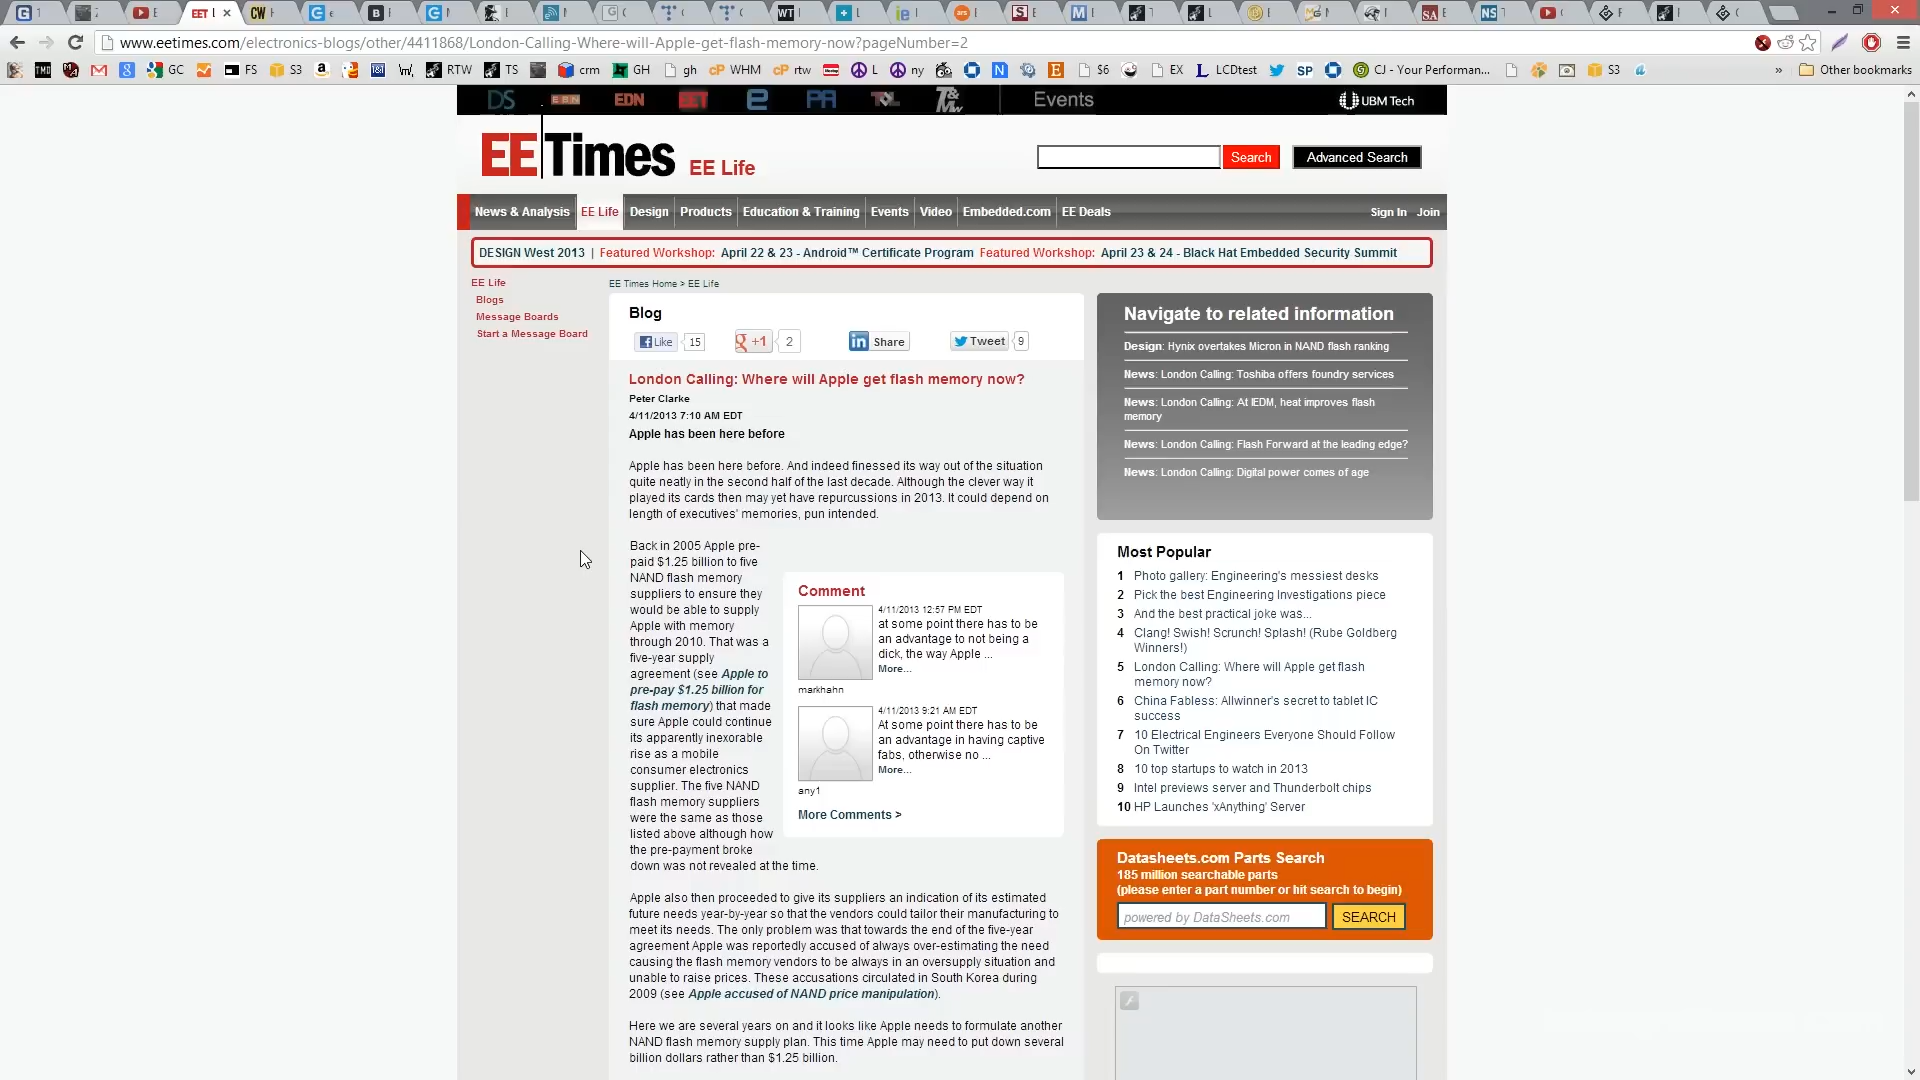 www.eetimes.com/electronics-blogs/other/4411868/London-Calling-Where-will-Apple-get-flash-memory-now?pageNumber=2
GC FS S3 RTW TS crm GH gh WHM rtw L ny N $6 EX LCDtest SP CJ - Your Performan... S3 » Other bookmarks
DS EBN EDN EET e PA T&MW Events UBM Tech
EE Times EE Life
Search Advanced Search
News & Analysis EE Life Design Products Education & Training Events Video Embedded.com EE Deals Sign In Join
DESIGN West 2013 | Featured Workshop: April 22 & 23 - Android™ Certificate Program Featured Workshop: April 23 & 24 - Black Hat Embedded Security Summit
EE Life
Blogs
Message Boards
Start a Message Board
EE Times Home > EE Life
Blog
Like 15 +1 2 Share Tweet 9
London Calling: Where will Apple get flash memory now?
Peter Clarke
4/11/2013 7:10 AM EDT
Apple has been here before
Apple has been here before. And indeed finessed its way out of the situation
quite neatly in the second half of the last decade. Although the clever way it
played its cards then may yet have repurcussions in 2013. It could depend on
length of executives' memories, pun intended.
Back in 2005 Apple pre-
paid $1.25 billion to five
NAND flash memory
suppliers to ensure they
would be able to supply
Apple with memory
through 2010. That was a
five-year supply
agreement (see Apple to
pre-pay $1.25 billion for
flash memory) that made
sure Apple could continue
its apparently inexorable
rise as a mobile
consumer electronics
supplier. The five NAND
flash memory suppliers
were the same as those
listed above although how
the pre-payment broke
down was not revealed at the time.
Comment
4/11/2013 12:57 PM EDT
at some point there has to be
an advantage to not being a
dick, the way Apple ...
More...
markhahn
4/11/2013 9:21 AM EDT
At some point there has to be
an advantage in having captive
fabs, otherwise no ...
More...
any1
More Comments >
Apple also then proceeded to give its suppliers an indication of its estimated
future needs year-by-year so that the vendors could tailor their manufacturing to
meet its needs. The only problem was that towards the end of the five-year
agreement Apple was reportedly accused of always over-estimating the need
causing the flash memory vendors to be always in an oversupply situation and
unable to raise prices. These accusations circulated in South Korea during
2009 (see Apple accused of NAND price manipulation).
Here we are several years on and it looks like Apple needs to formulate another
NAND flash memory supply plan. This time Apple may need to put down several
billion dollars rather than $1.25 billion.
Navigate to related information
Design: Hynix overtakes Micron in NAND flash ranking
News: London Calling: Toshiba offers foundry services
News: London Calling: At IEDM, heat improves flash
memory
News: London Calling: Flash Forward at the leading edge?
News: London Calling: Digital power comes of age
Most Popular
1 Photo gallery: Engineering's messiest desks
2 Pick the best Engineering Investigations piece
3 And the best practical joke was...
4 Clang! Swish! Scrunch! Splash! (Rube Goldberg
Winners!)
5 London Calling: Where will Apple get flash
memory now?
6 China Fabless: Allwinner's secret to tablet IC
success
7 10 Electrical Engineers Everyone Should Follow
On Twitter
8 10 top startups to watch in 2013
9 Intel previews server and Thunderbolt chips
10 HP Launches 'xAnything' Server
Datasheets.com Parts Search
185 million searchable parts
(please enter a part number or hit search to begin)
powered by DataSheets.com SEARCH